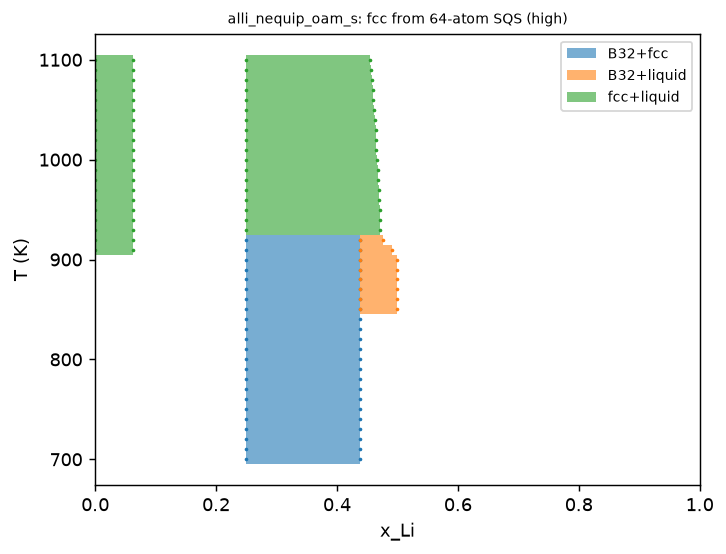 alli_nequip_oam_s: fcc from 64-atom SQS (high)
B32+fcc
B32+liquid
fcc+liquid
T (K)
1100
1000
900
800
700
0.0 0.2 0.4 0.6 0.8 1.0
x_Li